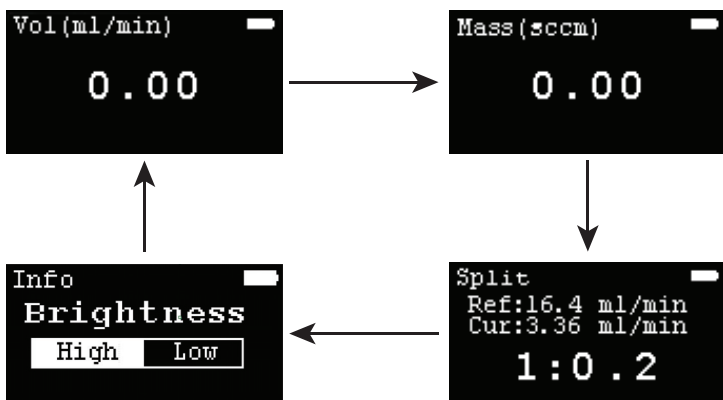 Vol(ml/min)
0.00
Mass(sccm)
0.00
Info
Brightness
High Low
Split
Ref:16.4 ml/min
Cur:3.36 ml/min
1:0.2